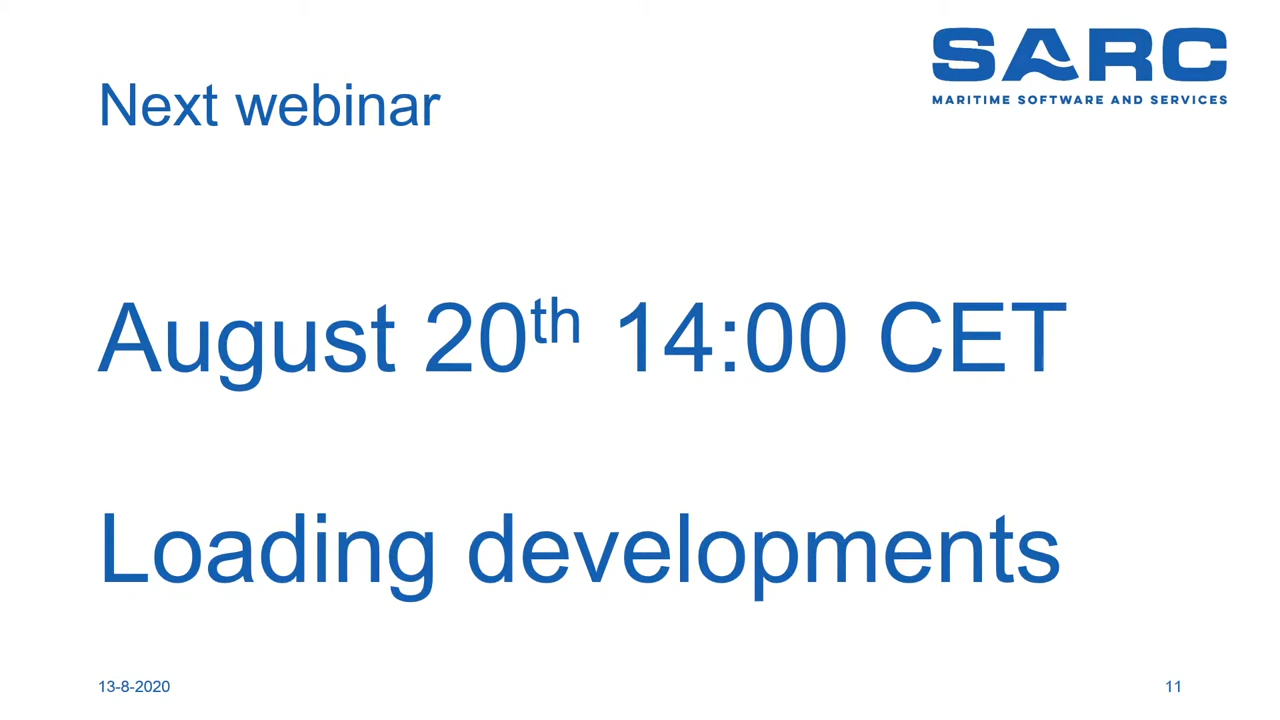 SARC
MARITIME SOFTWARE AND SERVICES
Next webinar
August 20th 14:00 CET
Loading developments
13-8-2020
11